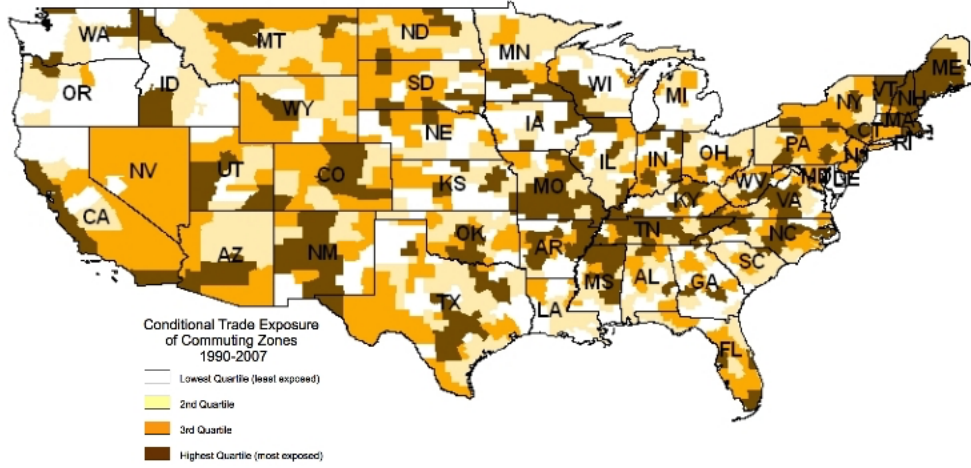 WA
MT
ND
MN
ME
OR
ID
SD
WI
MI
VT
NH
WY
NY
MA
IA
CT
RI
NE
PA
NV
UT
CO
IL
IN
OH
NJ
KS
MO
WV
MD
DE
CA
KY
VA
TN
NC
AZ
NM
OK
AR
SC
MS
AL
GA
TX
LA
FL
Conditional Trade Exposure
of Commuting Zones
1990-2007
Lowest Quartile (least exposed)
2nd Quartile
3rd Quartile
Highest Quartile (most exposed)